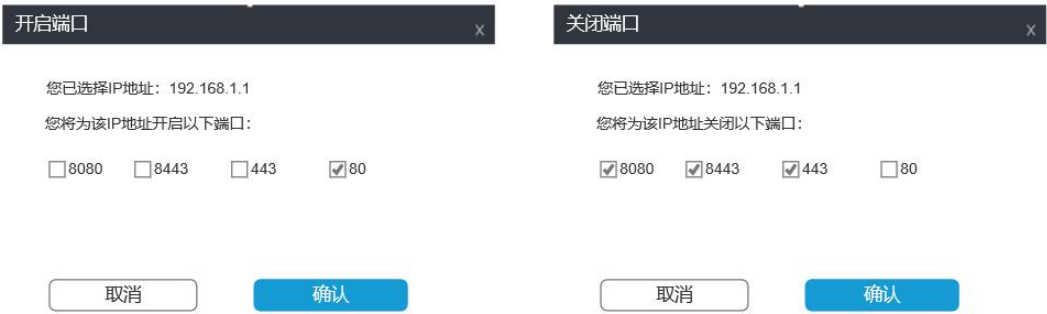 开启端口
x
您已选择IP地址：192.168.1.1
您将为该IP地址开启以下端口：
8080 8443 443 80
取消 确认
关闭端口
x
您已选择IP地址：192.168.1.1
您将为该IP地址关闭以下端口：
8080 8443 443 80
取消 确认